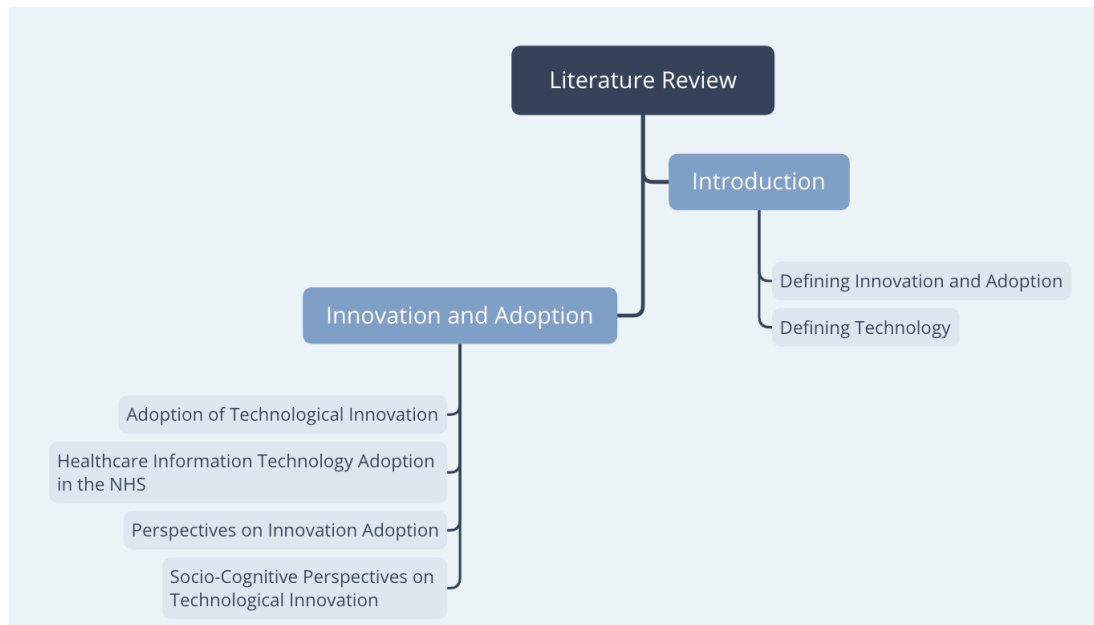 Literature Review
Introduction
Defining Innovation and Adoption
Defining Technology
Innovation and Adoption
Adoption of Technological Innovation
Healthcare Information Technology Adoption
in the NHS
Perspectives on Innovation Adoption
Socio-Cognitive Perspectives on
Technological Innovation